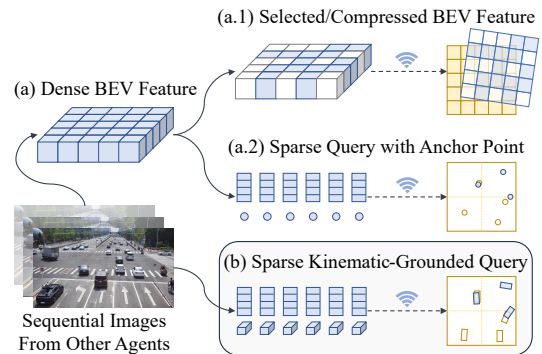 (a.1) Selected/Compressed BEV Feature
(a) Dense BEV Feature
(a.2) Sparse Query with Anchor Point
(b) Sparse Kinematic-Grounded Query
Sequential Images
From Other Agents